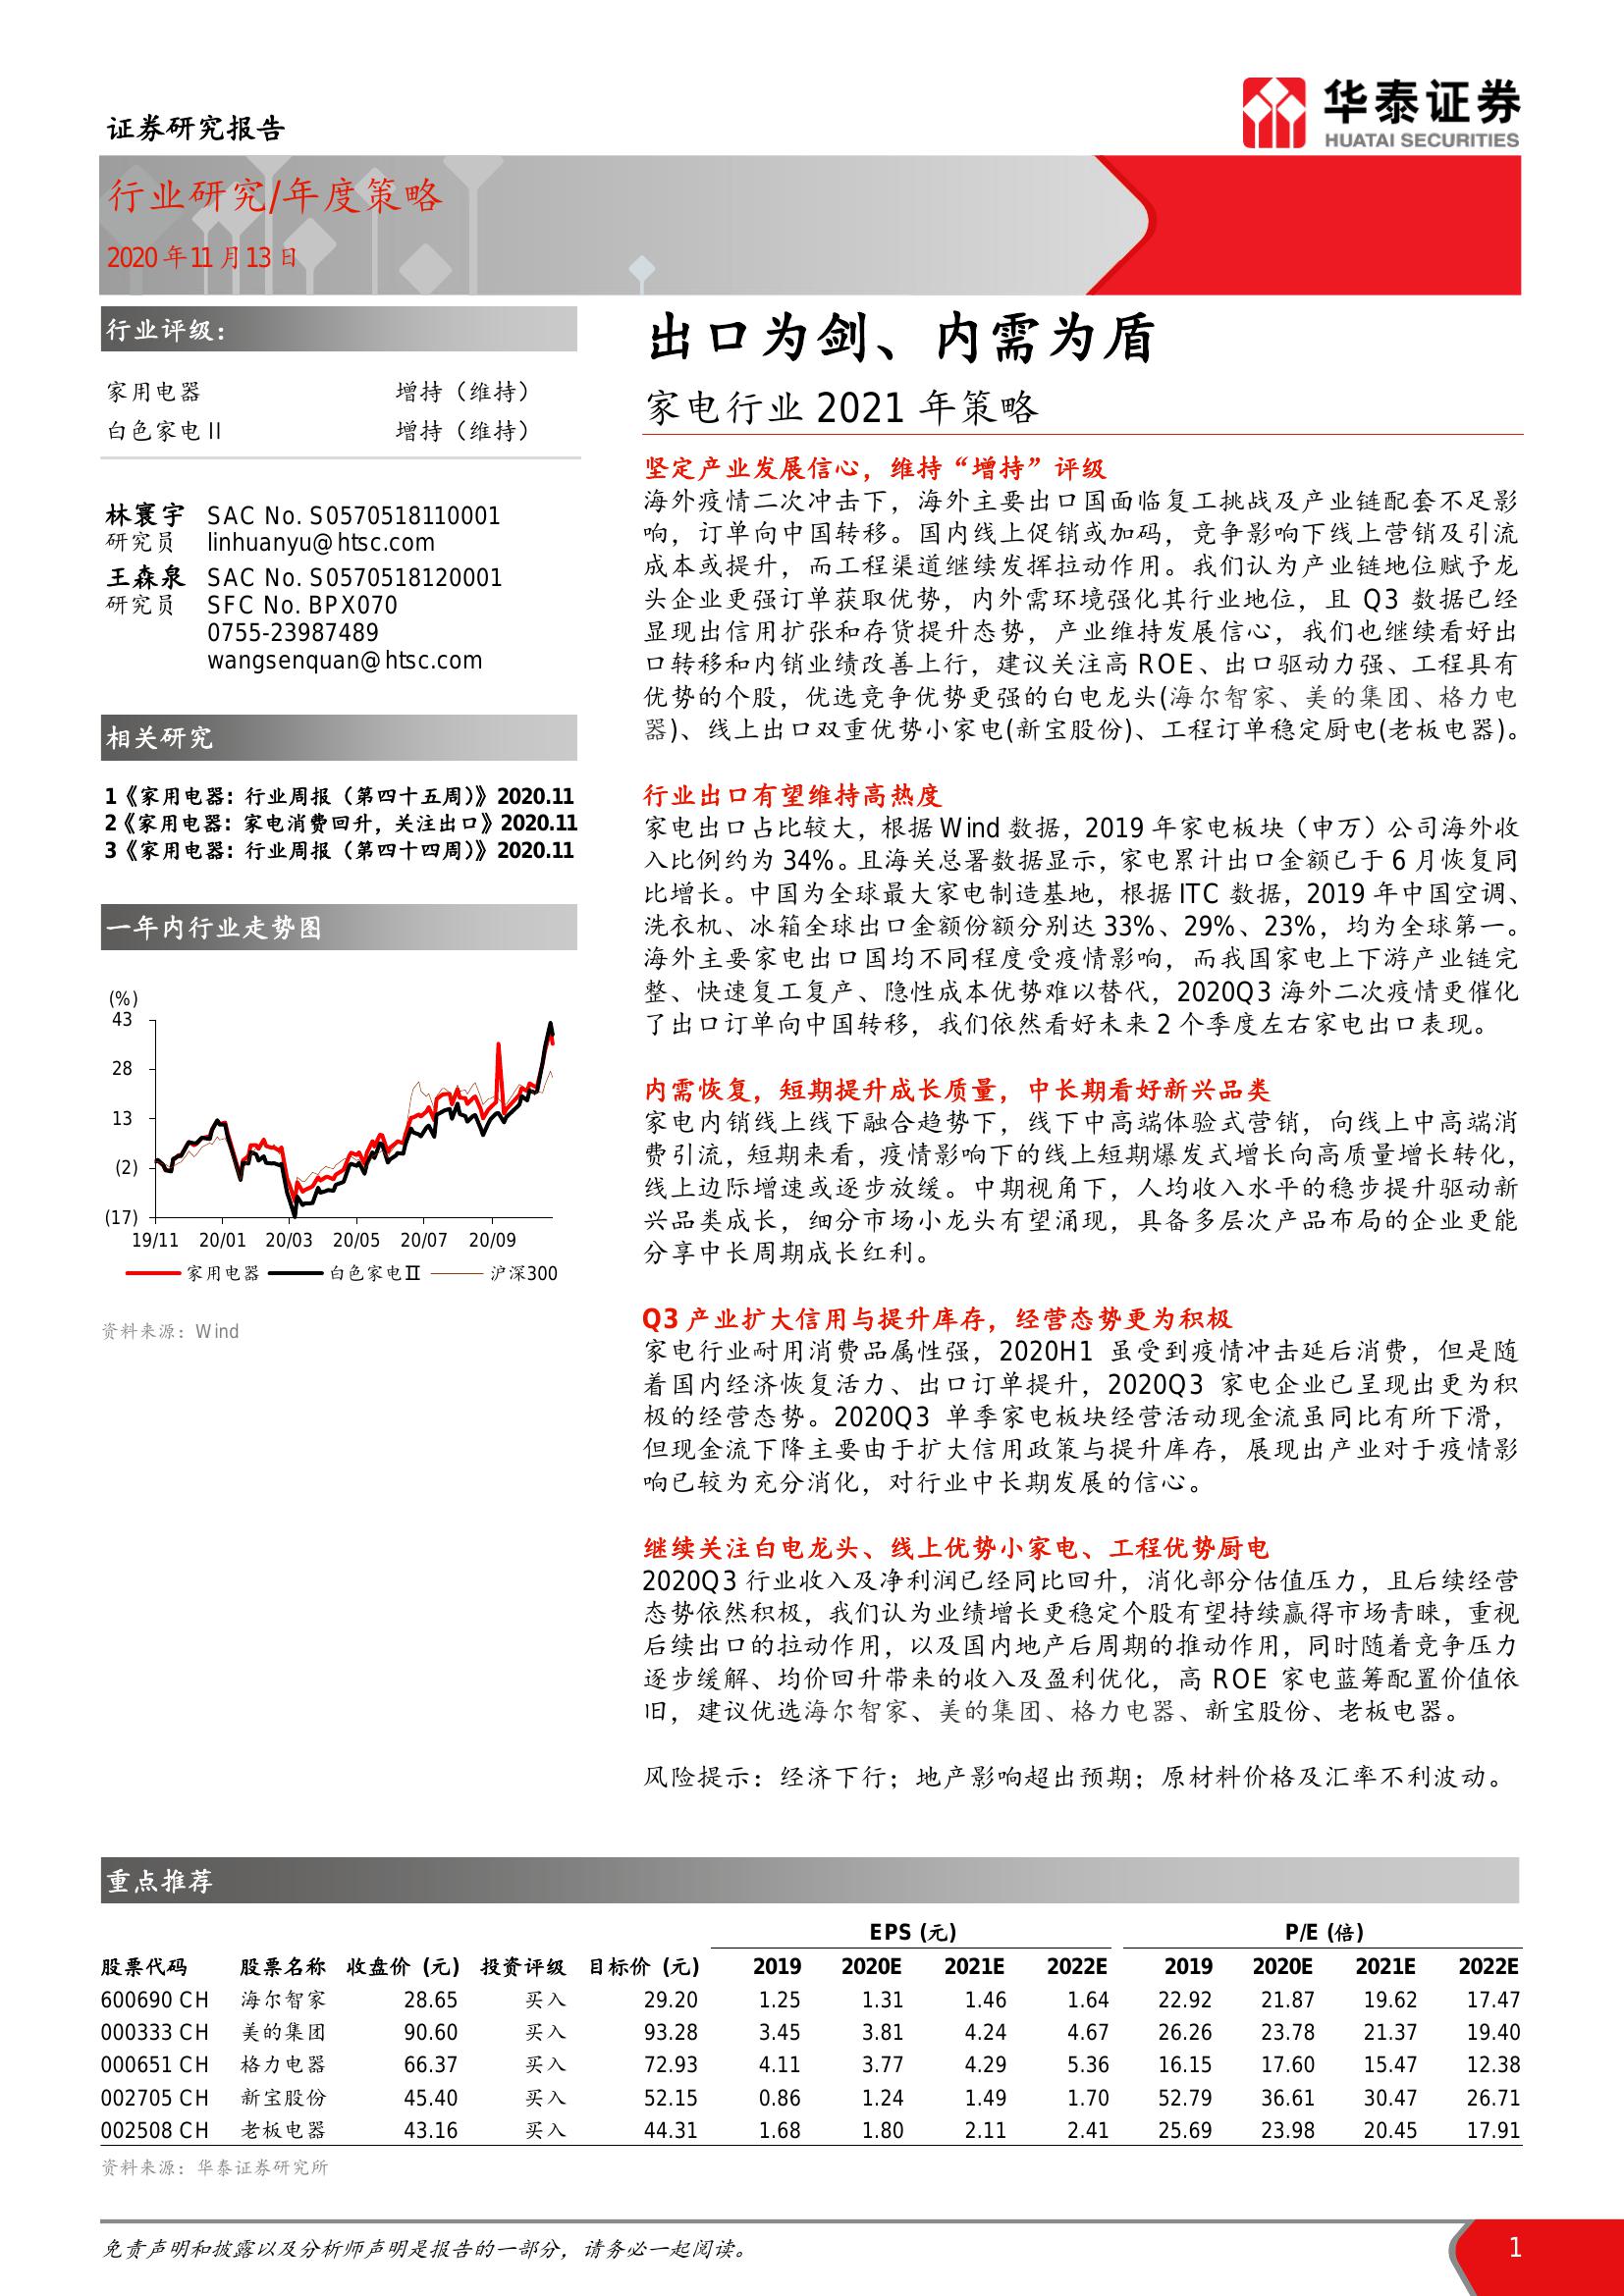 证券研究报告
华泰证券
HUATAI SECURITIES
行业研究/年度策略
2020年11月13日
行业评级：
家用电器 增持（维持）
白色家电II 增持（维持）
林寰宇 SAC No. S0570518110001
研究员 linhuanyu@htsc.com
王森泉 SAC No. S0570518120001
研究员 SFC No. BPX070
0755-23987489
wangsenquan@htsc.com
相关研究
1《家用电器：行业周报（第四十五周）》2020.11
2《家用电器：家电消费回升，关注出口》2020.11
3《家用电器：行业周报（第四十四周）》2020.11
一年内行业走势图
(%)
43
28
13
(2)
(17)
19/11 20/01 20/03 20/05 20/07 20/09
家用电器 白色家电Ⅱ 沪深300
资料来源：Wind
出口为剑、内需为盾
家电行业 2021 年策略
坚定产业发展信心，维持“增持”评级
海外疫情二次冲击下，海外主要出口国面临复工挑战及产业链配套不足影
响，订单向中国转移。国内线上促销或加码，竞争影响下线上营销及引流
成本或提升，而工程渠道继续发挥拉动作用。我们认为产业链地位赋予龙
头企业更强订单获取优势，内外需环境强化其行业地位，且 Q3 数据已经
显现出信用扩张和存货提升态势，产业维持发展信心，我们也继续看好出
口转移和内销业绩改善上行，建议关注高 ROE、出口驱动力强、工程具有
优势的个股，优选竞争优势更强的白电龙头(海尔智家、美的集团、格力电
器)、线上出口双重优势小家电(新宝股份)、工程订单稳定厨电(老板电器)。
行业出口有望维持高热度
家电出口占比较大，根据 Wind 数据，2019 年家电板块（申万）公司海外收
入比例约为 34%。且海关总署数据显示，家电累计出口金额已于 6 月恢复同
比增长。中国为全球最大家电制造基地，根据 ITC 数据，2019 年中国空调、
洗衣机、冰箱全球出口金额份额分别达 33%、29%、23%，均为全球第一。
海外主要家电出口国均不同程度受疫情影响，而我国家电上下游产业链完
整、快速复工复产、隐性成本优势难以替代，2020Q3 海外二次疫情更催化
了出口订单向中国转移，我们依然看好未来 2 个季度左右家电出口表现。
内需恢复，短期提升成长质量，中长期看好新兴品类
家电内销线上线下融合趋势下，线下中高端体验式营销，向线上中高端消
费引流，短期来看，疫情影响下的线上短期爆发式增长向高质量增长转化，
线上边际增速或逐步放缓。中期视角下，人均收入水平的稳步提升驱动新
兴品类成长，细分市场小龙头有望涌现，具备多层次产品布局的企业更能
分享中长周期成长红利。
Q3 产业扩大信用与提升库存，经营态势更为积极
家电行业耐用消费品属性强，2020H1 虽受到疫情冲击延后消费，但是随
着国内经济恢复活力、出口订单提升，2020Q3 家电企业已呈现出更为积
极的经营态势。2020Q3 单季家电板块经营活动现金流虽同比有所下滑，
但现金流下降主要由于扩大信用政策与提升库存，展现出产业对于疫情影
响已较为充分消化，对行业中长期发展的信心。
继续关注白电龙头、线上优势小家电、工程优势厨电
2020Q3 行业收入及净利润已经同比回升，消化部分估值压力，且后续经营
态势依然积极，我们认为业绩增长更稳定个股有望持续赢得市场青睐，重视
后续出口的拉动作用，以及国内地产后周期的推动作用，同时随着竞争压力
逐步缓解、均价回升带来的收入及盈利优化，高 ROE 家电蓝筹配置价值依
旧，建议优选海尔智家、美的集团、格力电器、新宝股份、老板电器。
风险提示：经济下行；地产影响超出预期；原材料价格及汇率不利波动。
重点推荐
EPS (元) P/E (倍)
股票代码 股票名称 收盘价 (元) 投资评级 目标价 (元) 2019 2020E 2021E 2022E 2019 2020E 2021E 2022E
600690 CH 海尔智家 28.65 买入 29.20 1.25 1.31 1.46 1.64 22.92 21.87 19.62 17.47
000333 CH 美的集团 90.60 买入 93.28 3.45 3.81 4.24 4.67 26.26 23.78 21.37 19.40
000651 CH 格力电器 66.37 买入 72.93 4.11 3.77 4.29 5.36 16.15 17.60 15.47 12.38
002705 CH 新宝股份 45.40 买入 52.15 0.86 1.24 1.49 1.70 52.79 36.61 30.47 26.71
002508 CH 老板电器 43.16 买入 44.31 1.68 1.80 2.11 2.41 25.69 23.98 20.45 17.91
资料来源：华泰证券研究所
免责声明和披露以及分析师声明是报告的一部分，请务必一起阅读。
1